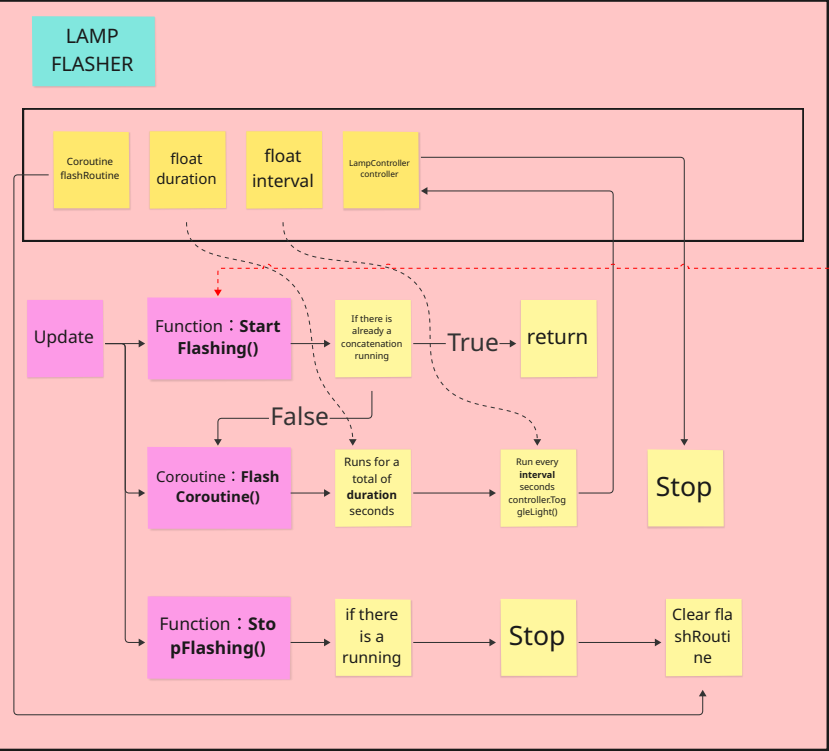 LAMP
FLASHER
Coroutine
flashRoutine
float
duration
float
interval
LampController
controller
Update
Function：Start
Flashing()
If there is
already a
concatenation
running
True
return
False
Coroutine：Flash
Coroutine()
Runs for a
total of
duration
seconds
Run every
interval
seconds
controller.Tog
gleLight()
Stop
Function：Sto
pFlashing()
if there
is a
running
Stop
Clear fla
shRouti
ne